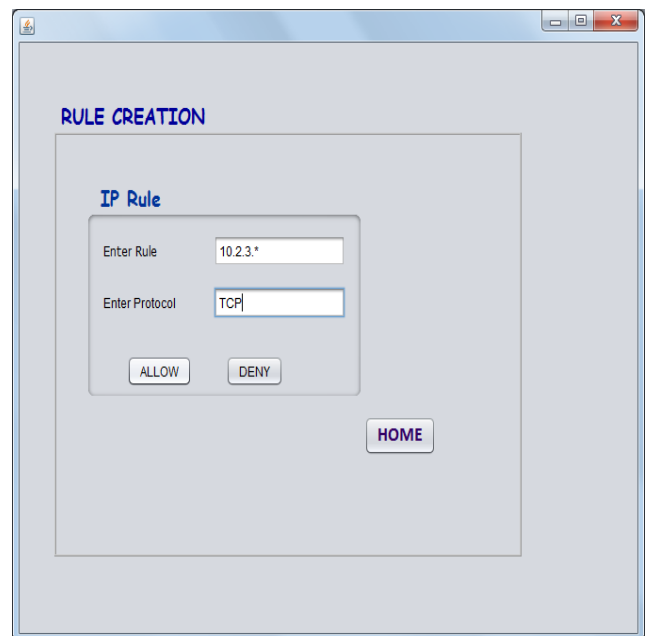 RULE CREATION
IP Rule
Enter Rule 10.2.3.*
Enter Protocol TCP
ALLOW DENY
HOME